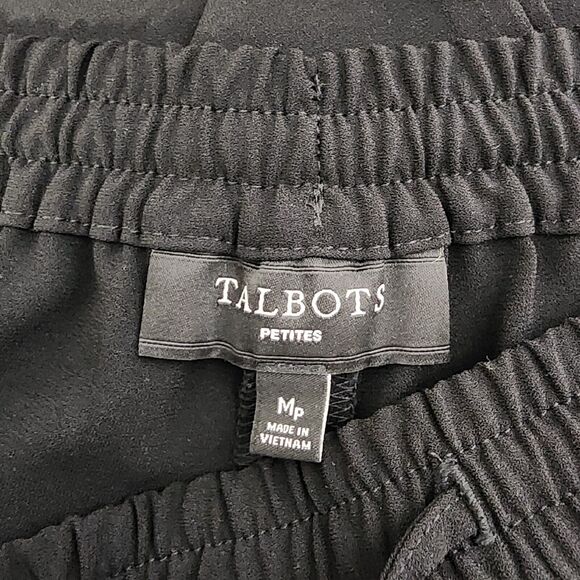 TALBOTS
PETITES
Mp
MADE IN
VIETNAM